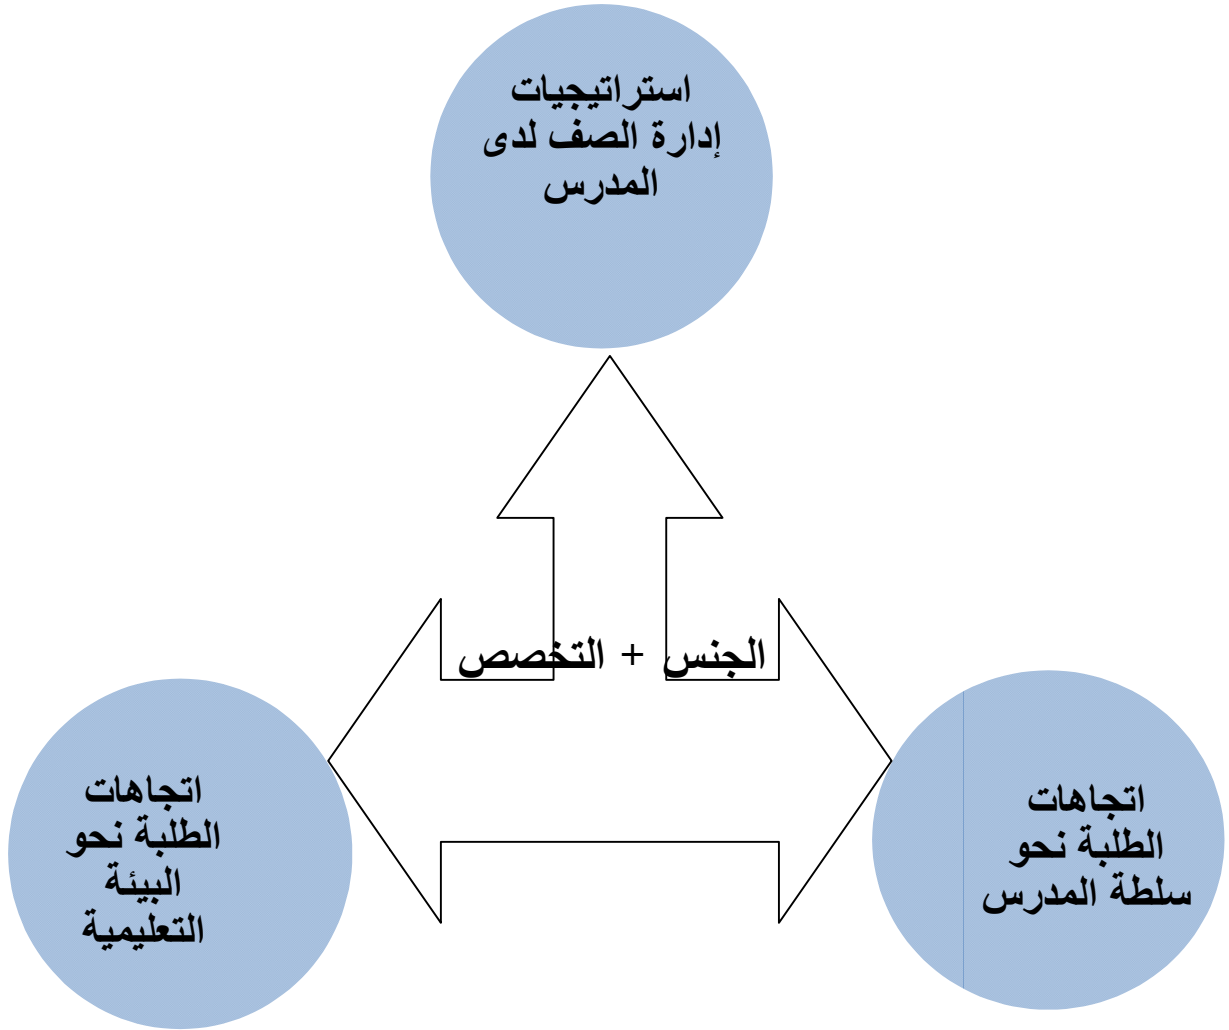 استراتيجيات
إدارة الصف لدى
المدرس
الجنس + التخصص
اتجاهات
الطلبة نحو
سلطة المدرس
اتجاهات
الطلبة نحو
البيئة
التعليمية